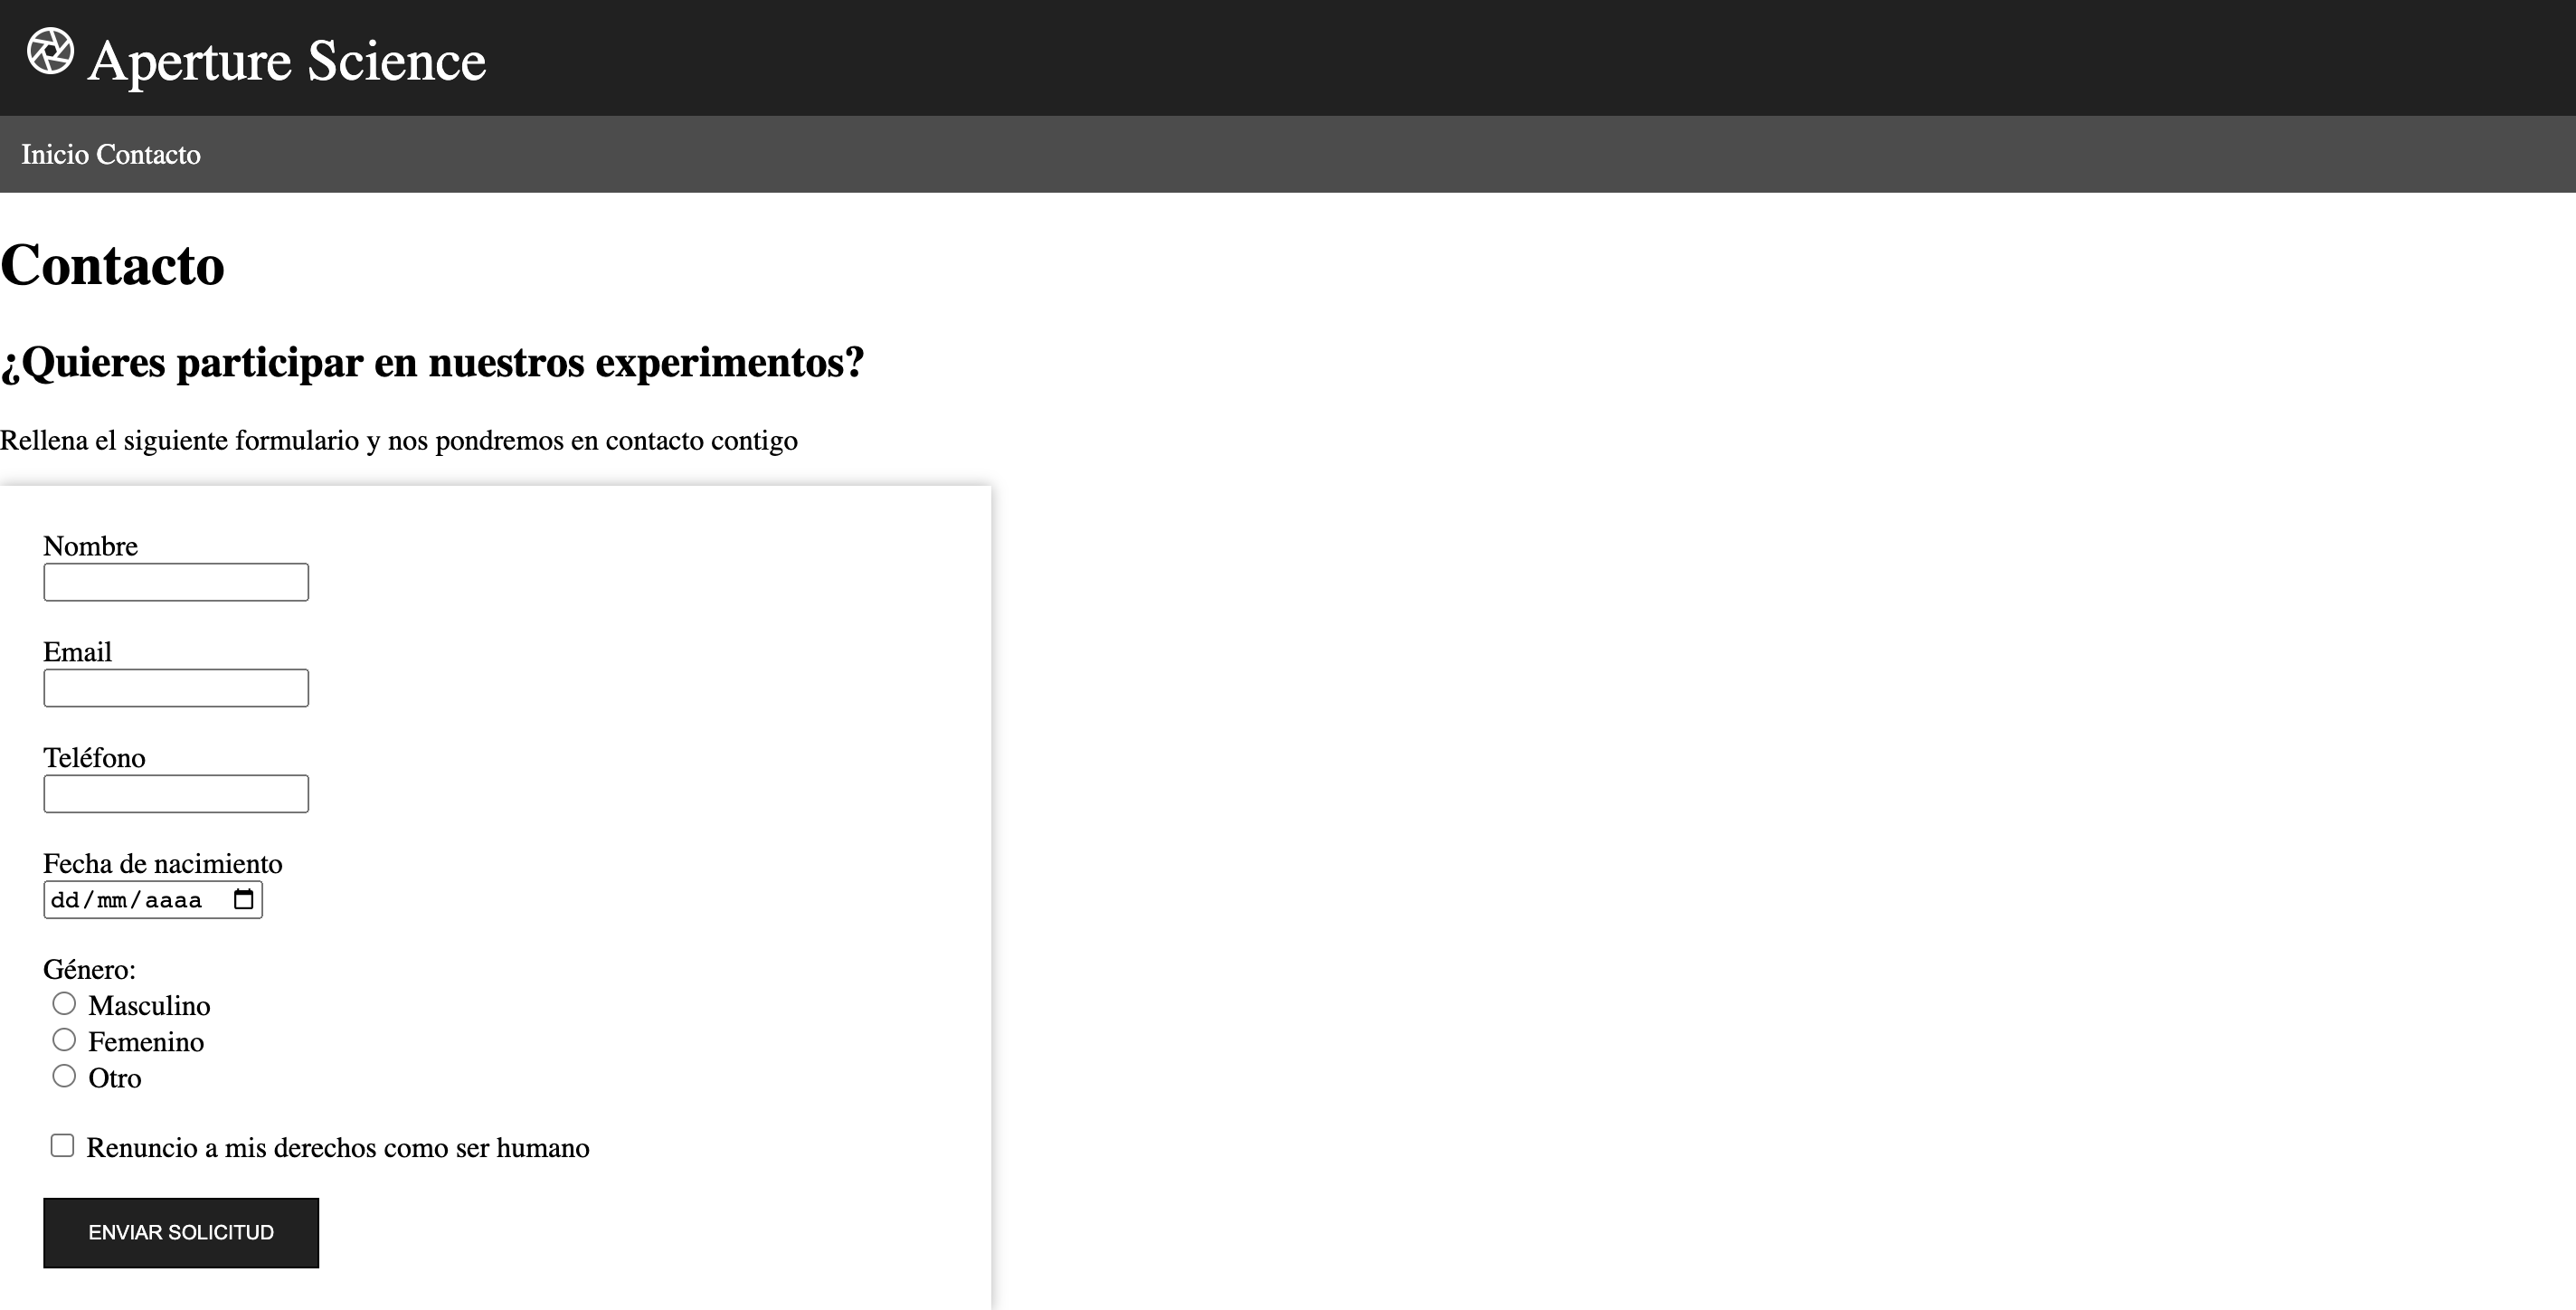 Aperture Science
Inicio Contacto
Contacto
¿Quieres participar en nuestros experimentos?
Rellena el siguiente formulario y nos pondremos en contacto contigo
Nombre
Email
Teléfono
Fecha de nacimiento
dd/mm/aaaa
Género:
Masculino
Femenino
Otro
Renuncio a mis derechos como ser humano
ENVIAR SOLICITUD